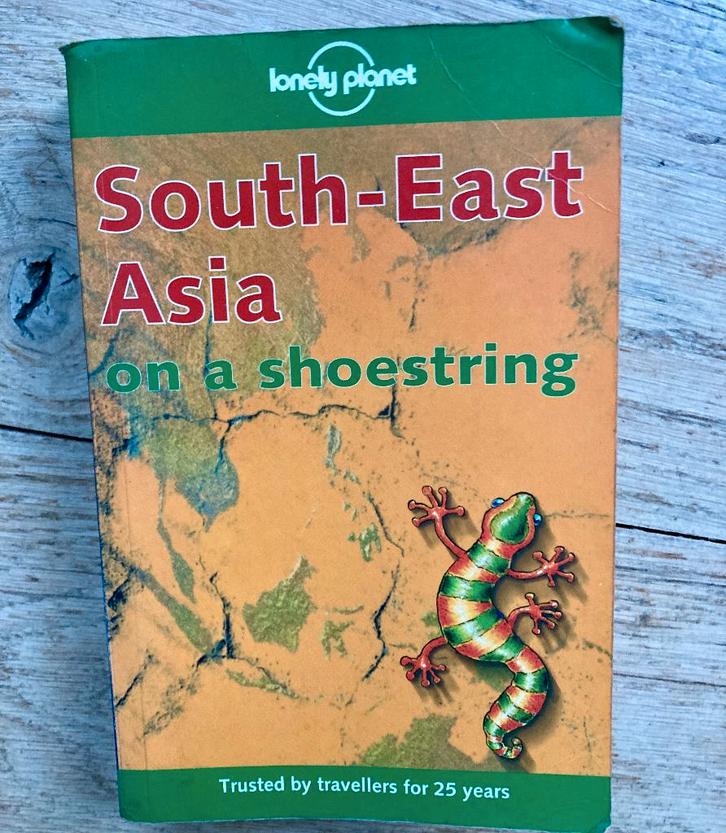 lonely planet
South-East
Asia
on a shoestring
Trusted by travellers for 25 years